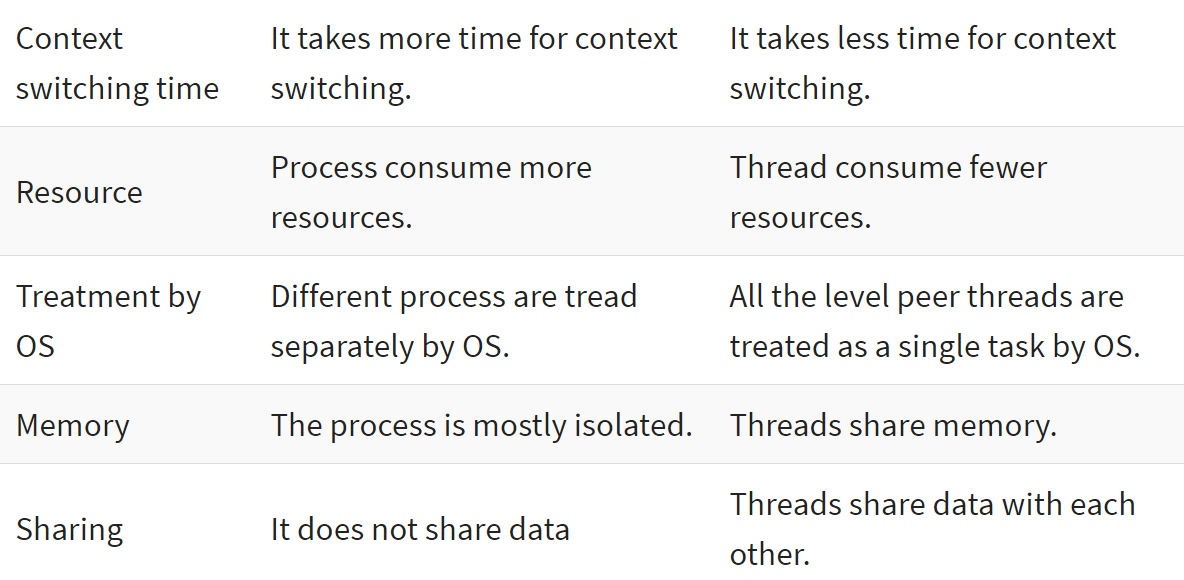 Context
switching time
It takes more time for context
switching.
It takes less time for context
switching.
Resource
Process consume more
resources.
Thread consume fewer
resources.
Treatment by
OS
Different process are tread
separately by OS.
All the level peer threads are
treated as a single task by OS.
Memory
The process is mostly isolated.
Threads share memory.
Sharing
It does not share data
Threads share data with each
other.